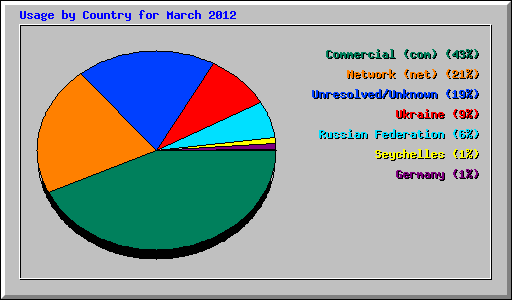 Usage by Country for March 2012
Commercial (com) (43%)
Network (net) (21%)
Unresolved/Unknown (19%)
Ukraine (9%)
Russian Federation (6%)
Seychelles (1%)
Germany (1%)